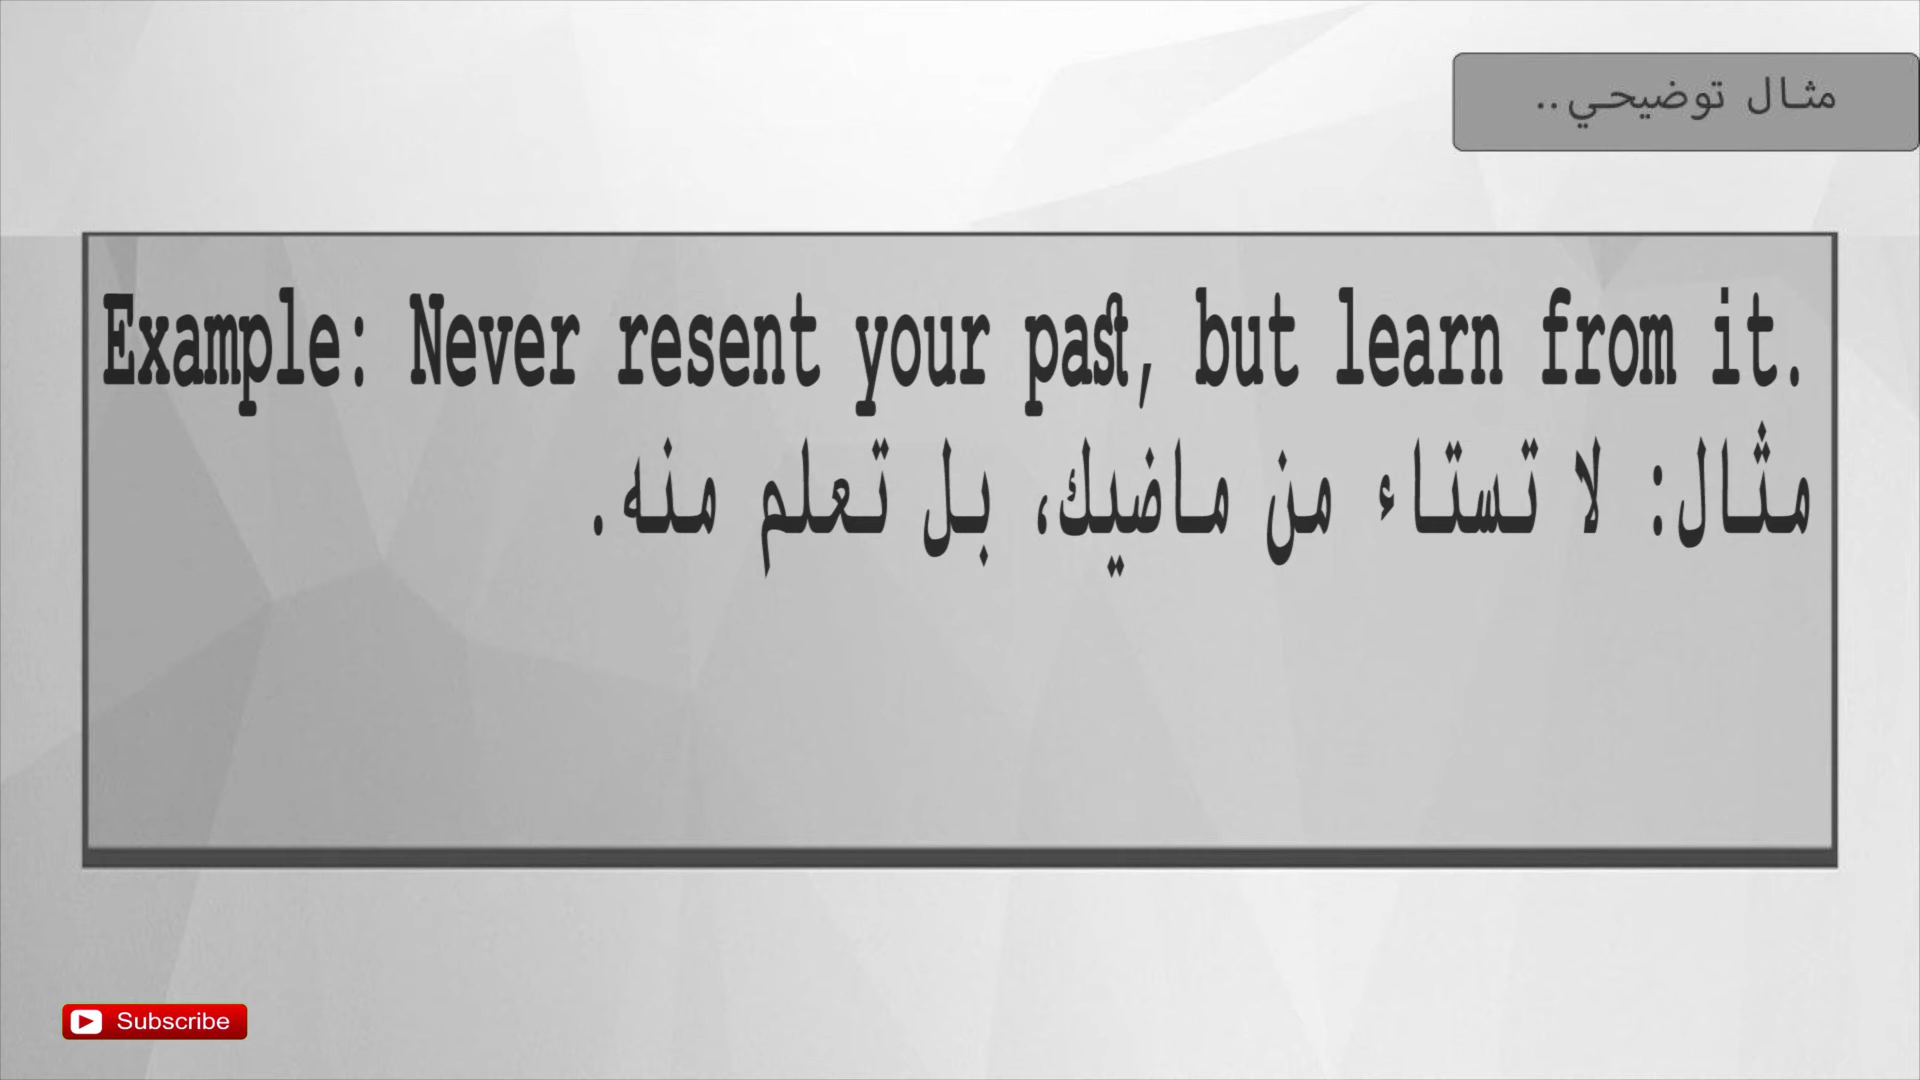 مثال توضيحي..
Example: Never resent your past, but learn from it.
مثال: لا تستاء من ماضيك، بل تعلم منه.
Subscribe